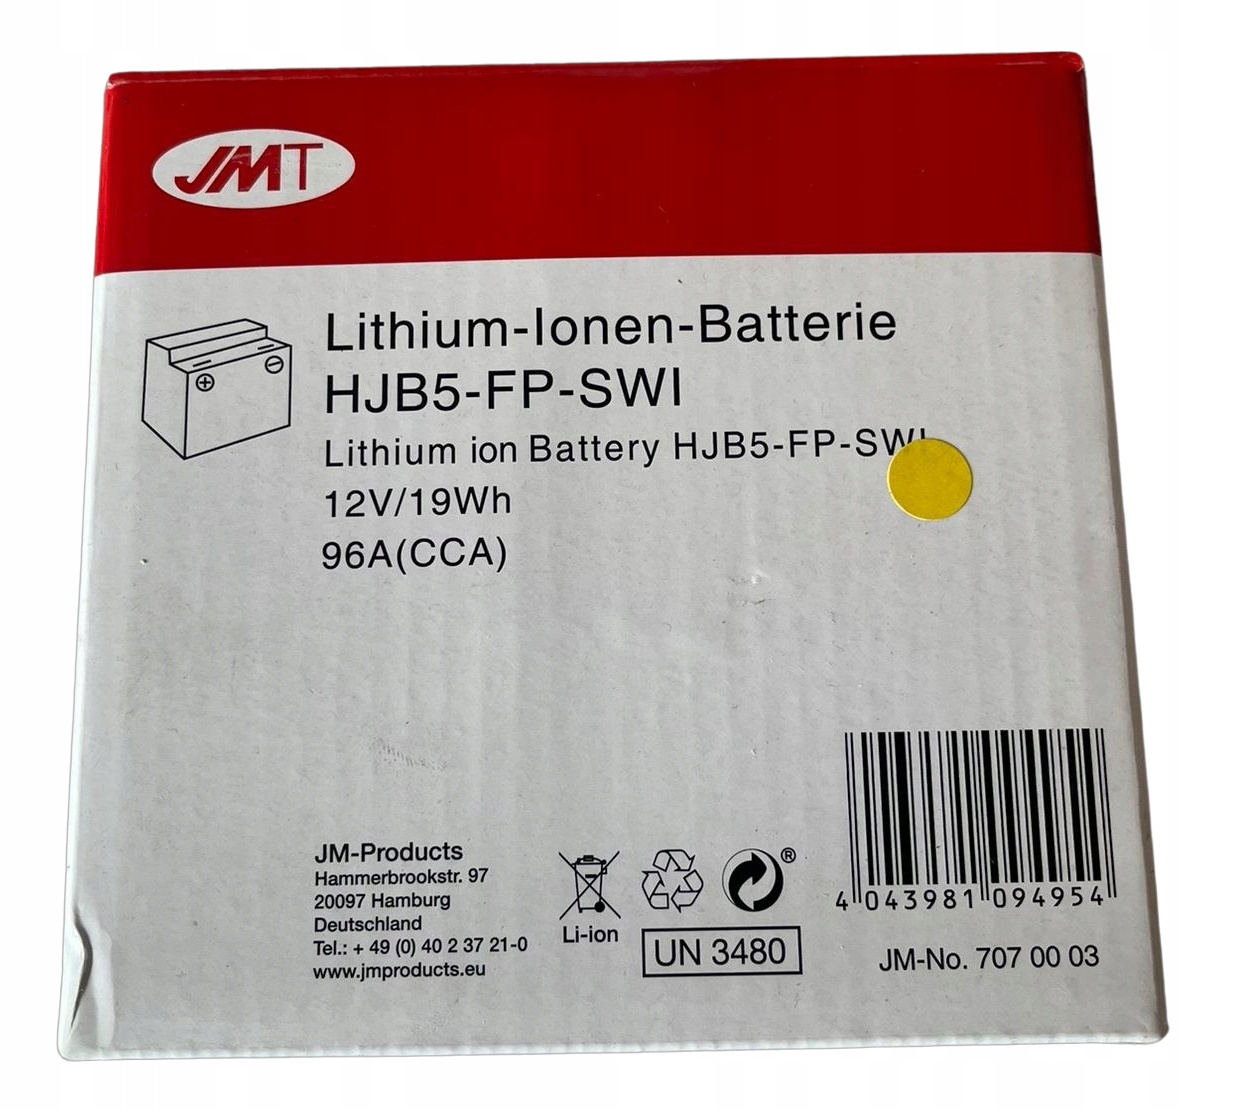 JMT
Lithium-Ionen-Batterie
HJB5-FP-SWI
Lithium ion Battery HJB5-FP-SWI
12V/19Wh
96A(CCA)
JM-Products
Hammerbrookstr. 97
20097 Hamburg
Deutschland
Tel.: + 49 (0) 40 2 37 21-0
www.jmproducts.eu
Li-ion
®
UN 3480
4 043981 094954
JM-No. 707 00 03